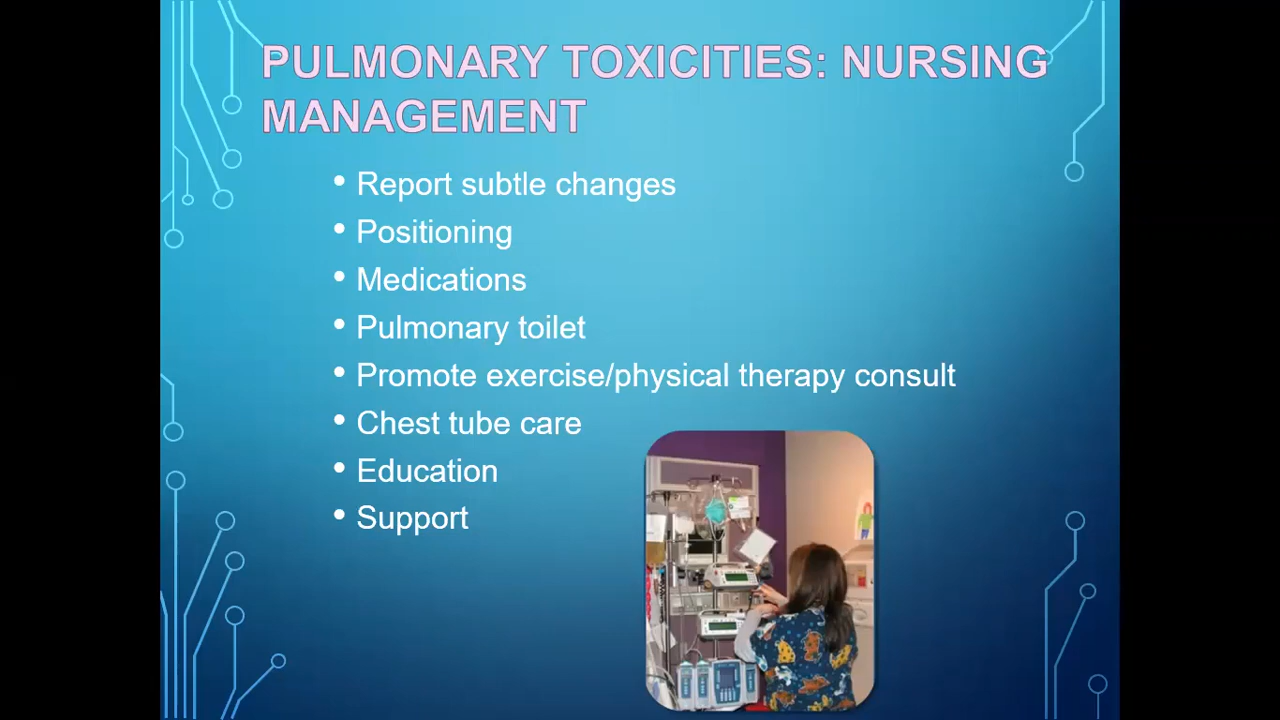 PULMONARY TOXICITIES: NURSING
MANAGEMENT
• Report subtle changes
• Positioning
• Medications
• Pulmonary toilet
• Promote exercise/physical therapy consult
• Chest tube care
• Education
• Support